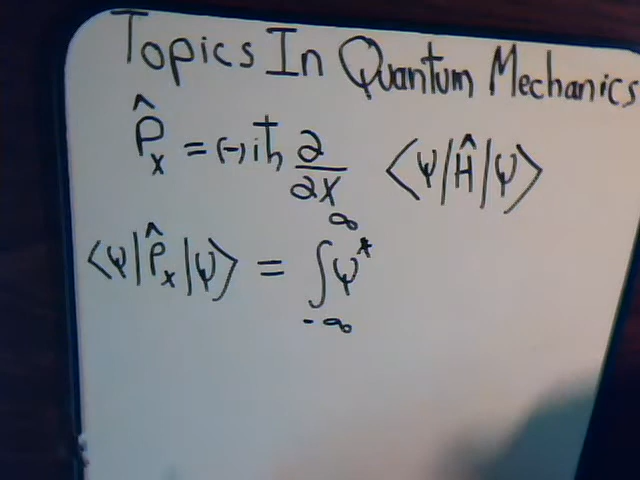 Topics In Quantum Mechanics
P̂ₓ = (-)iħ ∂/∂x ⟨ψ|Ĥ|ψ⟩
⟨ψ|P̂ₓ|ψ⟩ = ∫_{-∞}^{∞} ψ*